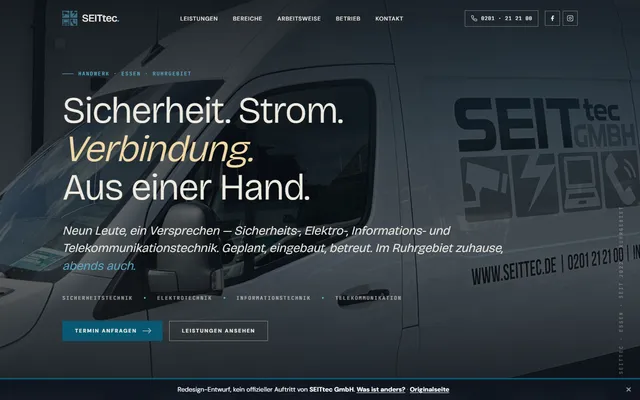 SEITtec.
LEISTUNGEN
BEREICHE
ARBEITSWEISE
BETRIEB
KONTAKT
0201 - 21 21 00
HANDWERK · ESSEN · RUHRGEBIET
Sicherheit. Strom.
Verbindung.
Aus einer Hand.
Neun Leute, ein Versprechen — Sicherheits-, Elektro-, Informations- und
Telekommunikationstechnik. Geplant, eingebaut, betreut. Im Ruhrgebiet zuhause,
abends auch.
SICHERHEITSTECHNIK • ELEKTROTECHNIK • INFORMATIONSTECHNIK • TELEKOMMUNIKATION
TERMIN ANFRAGEN
LEISTUNGEN ANSEHEN
SEIT tec
GMBH
WWW.SEITTEC.DE | 0201 21 21 00 | IN
Redesign-Entwurf, kein offizieller Auftritt von SEITtec GmbH. Was ist anders? · Originalseite